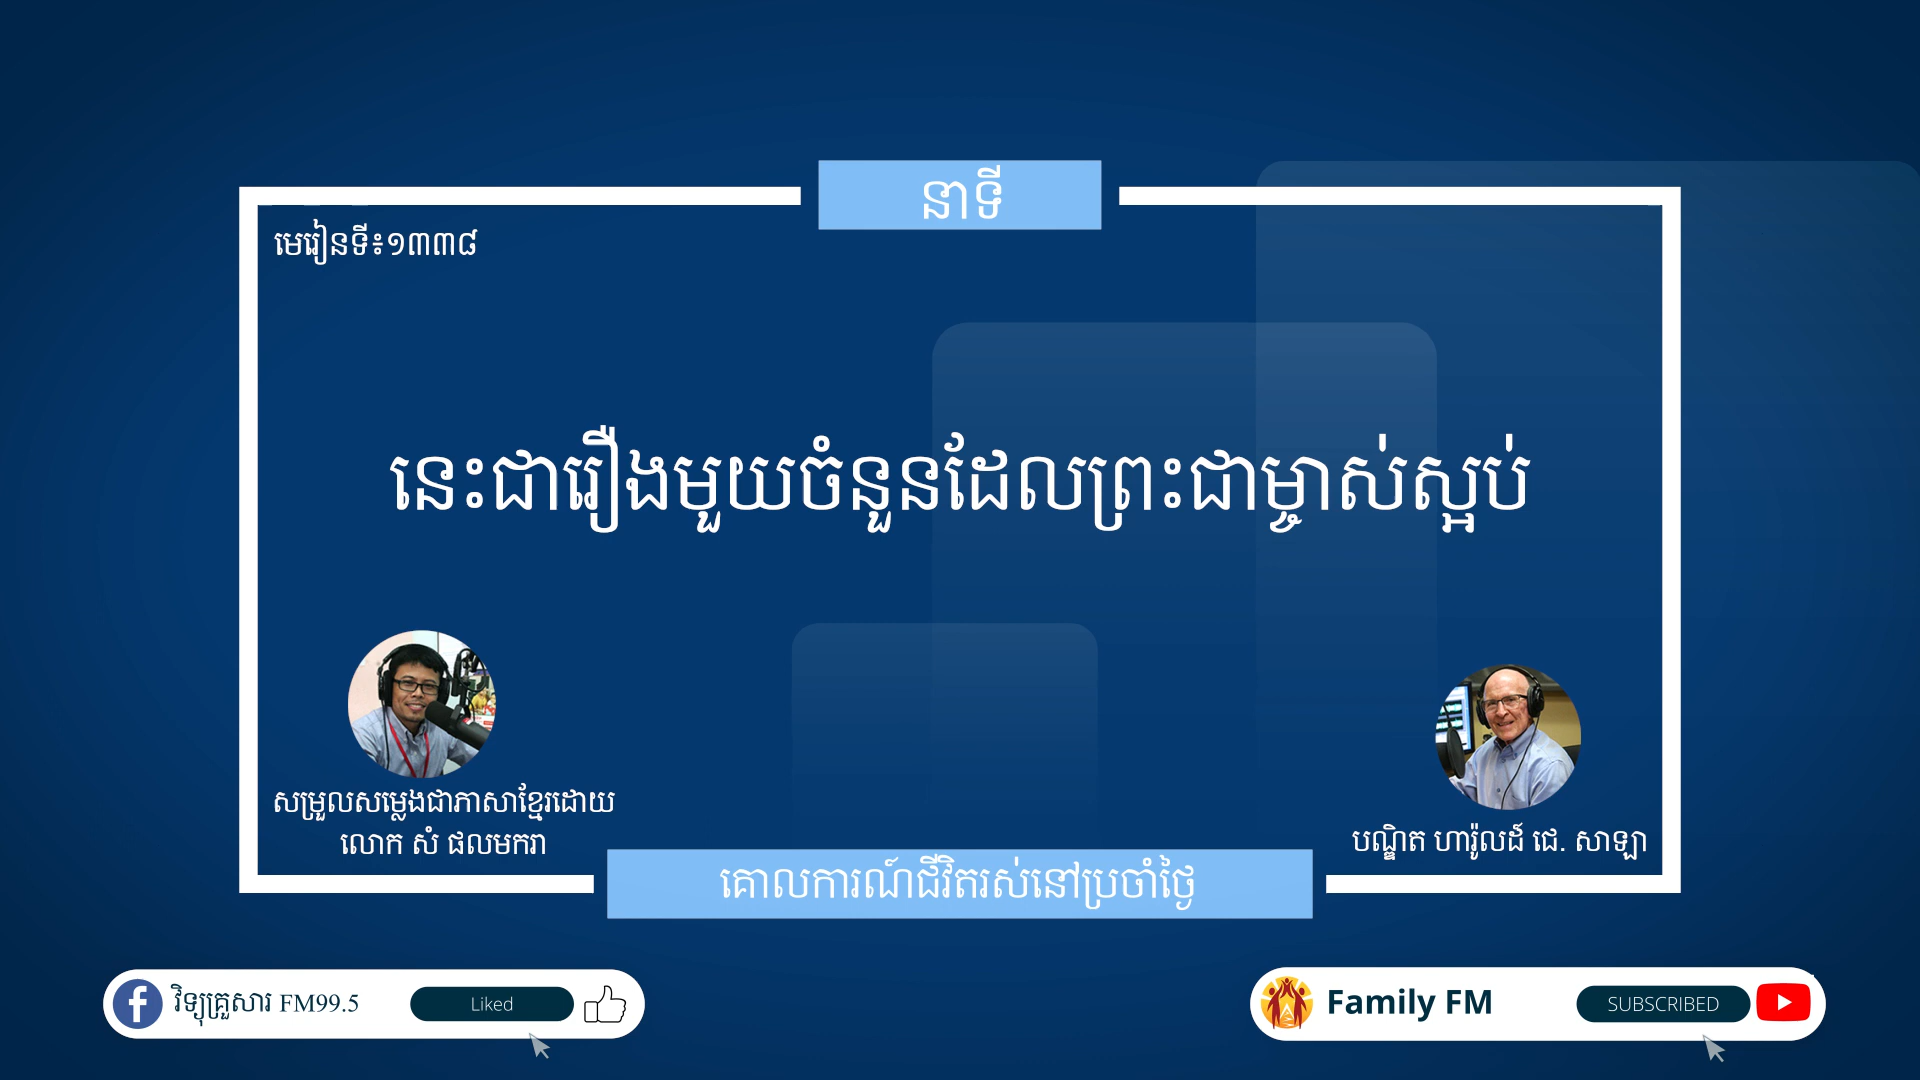 នាទី
មេរៀនទី៖១៣៣៨
នេះជារឿងមួយចំនួនដែលព្រះជាម្ចាស់ស្អប់
សម្រួលសម្លេងជាភាសាខ្មែរដោយ
លោក សំ ផលមករា
បណ្ឌិត ហារ៉ូលដ៍ ជេ. សាឡា
គោលការណ៍ជីវិតរស់នៅប្រចាំថ្ងៃ
វិទ្យុគ្រួសារ FM99.5
Liked
Family FM
SUBSCRIBED